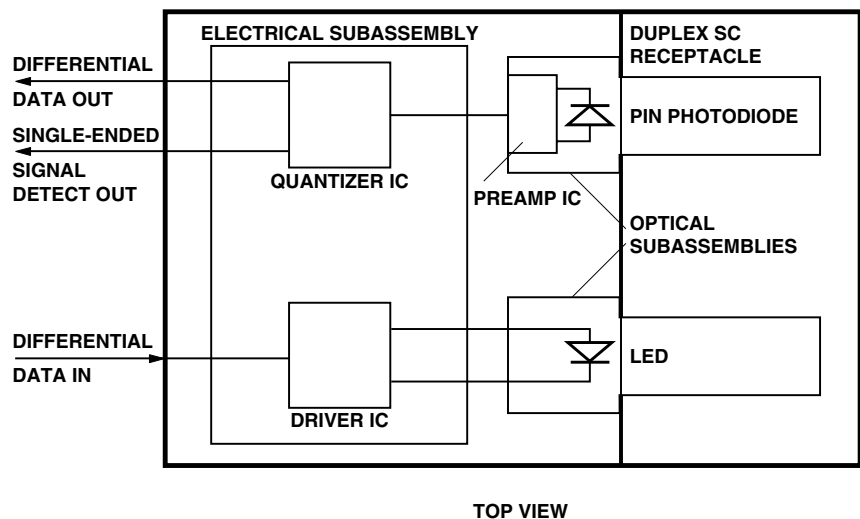 ELECTRICAL SUBASSEMBLY
DUPLEX SC
RECEPTACLE
DIFFERENTIAL
DATA OUT
PIN PHOTODIODE
SINGLE-ENDED
SIGNAL
DETECT OUT
QUANTIZER IC
PREAMP IC
OPTICAL
SUBASSEMBLIES
DIFFERENTIAL
DATA IN
LED
DRIVER IC
TOP VIEW